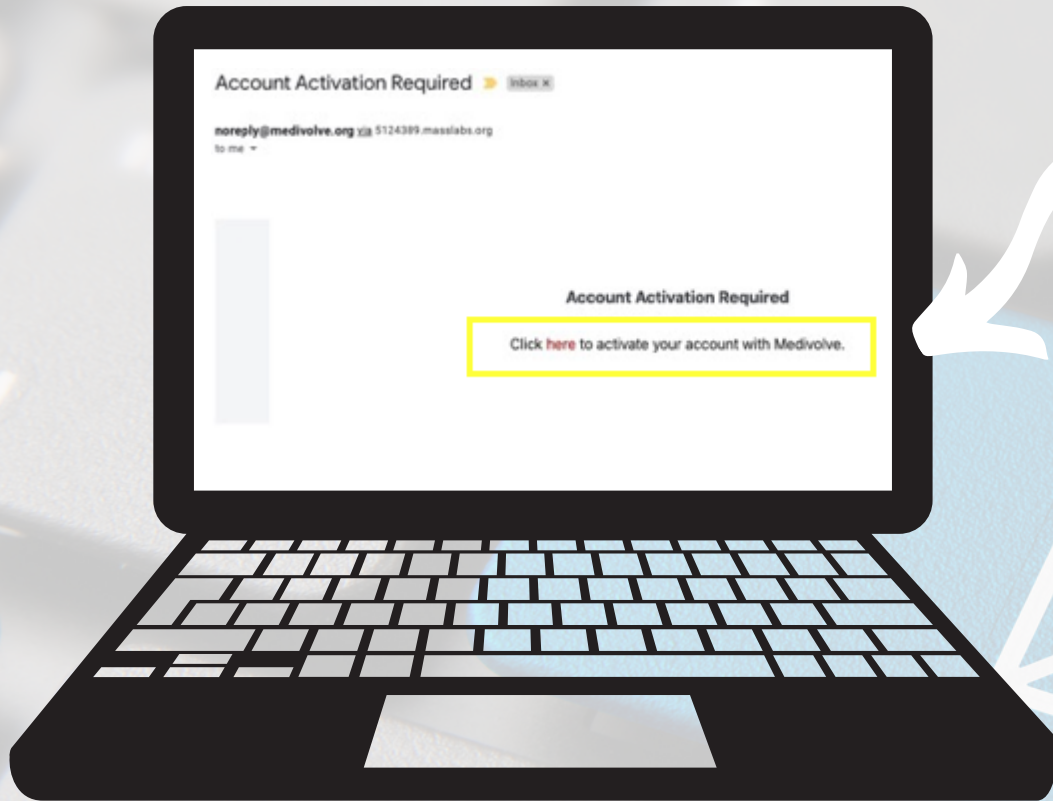 Account Activation Required Inbox x
noreply@medivolve.org via 5124389.masslabs.org
to me
Account Activation Required
Click here to activate your account with Medivolve.